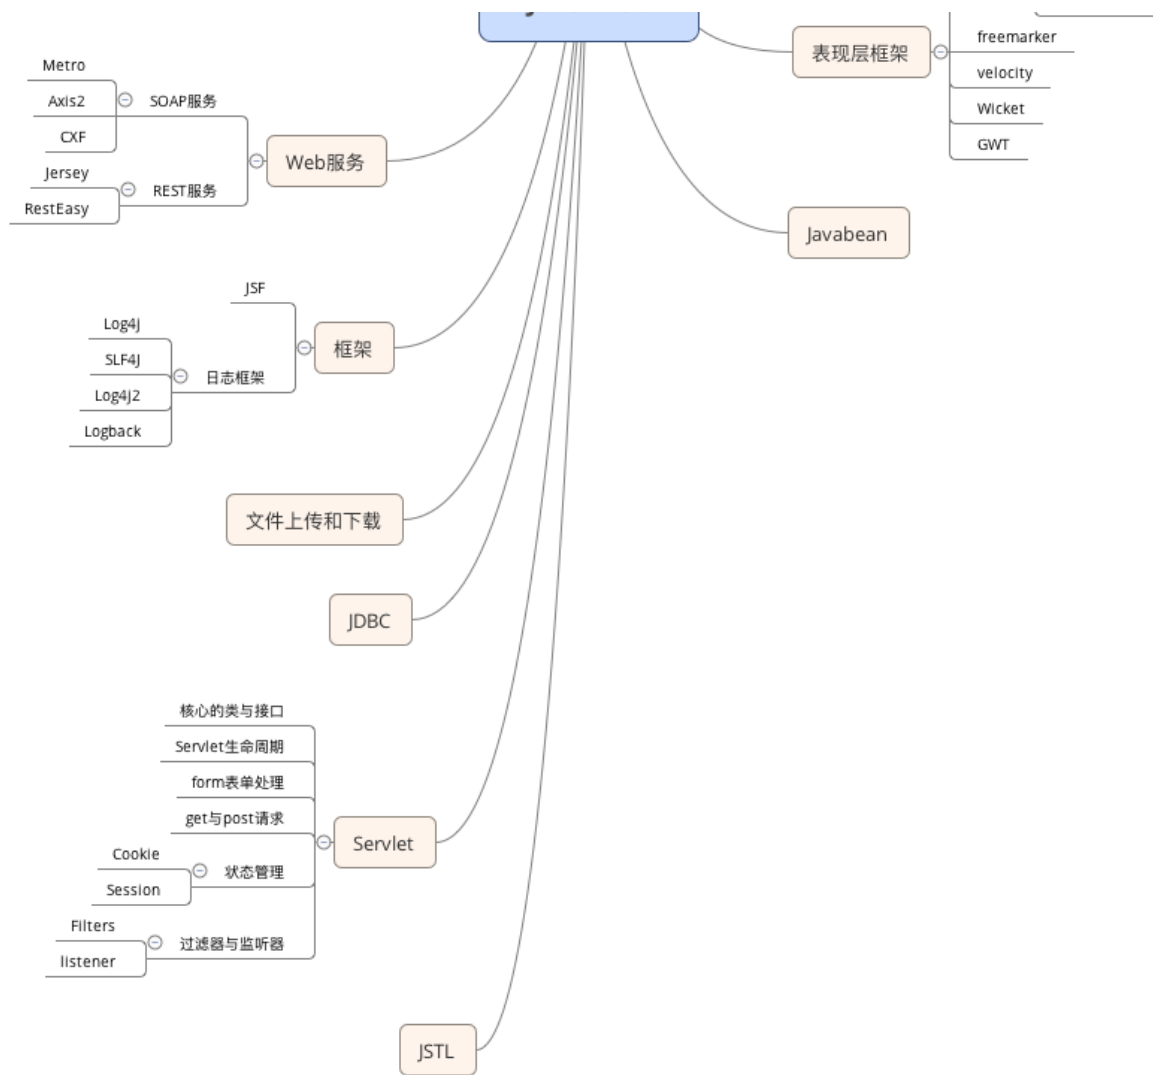 表现层框架
freemarker
velocity
Wicket
GWT
Javabean
Web服务
SOAP服务
Metro
Axis2
CXF
REST服务
Jersey
RestEasy
框架
JSF
日志框架
Log4j
SLF4J
Log4j2
Logback
文件上传和下载
JDBC
Servlet
核心的类与接口
Servlet生命周期
form表单处理
get与post请求
状态管理
Cookie
Session
过滤器与监听器
Filters
listener
JSTL